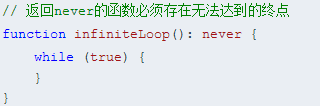 // 返回never的函数必须存在无法达到的终点
function infiniteLoop(): never {
    while (true) {
    }
}